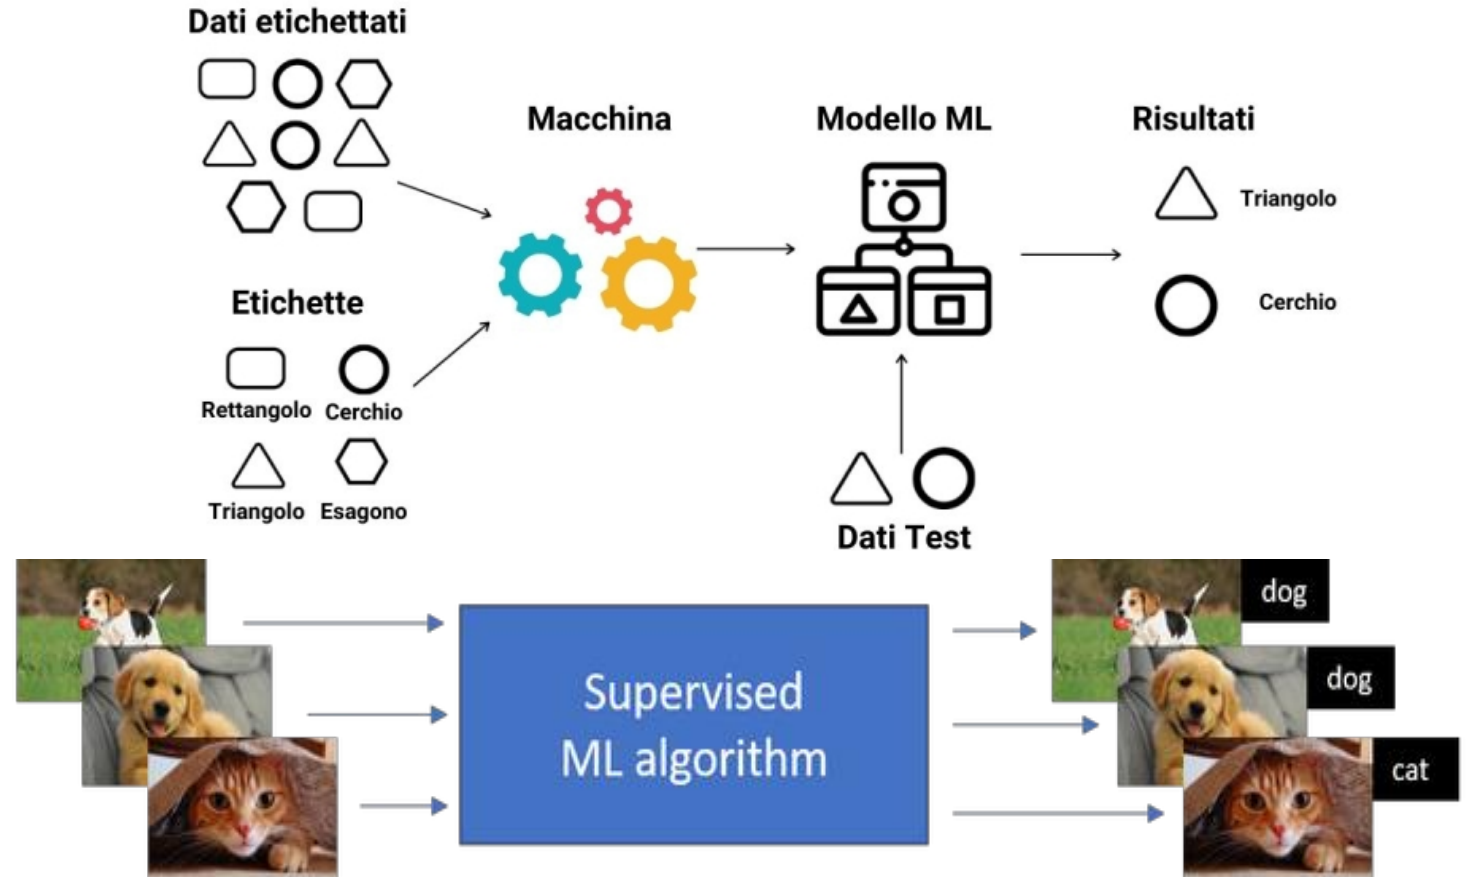 Dati etichettati
Macchina
Modello ML
Risultati
Triangolo
Cerchio
Etichette
Rettangolo Cerchio
Triangolo Esagono
Dati Test
Supervised
ML algorithm
dog
dog
cat